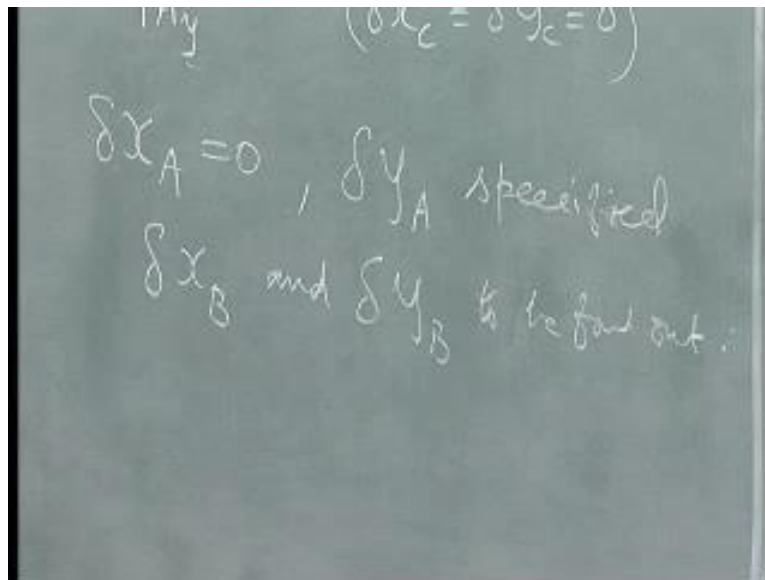 (δx_C = δy_C = 0)
δx_A = 0, δy_A specified
δx_B and δy_B to be found out.